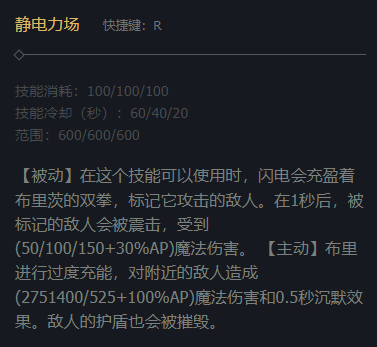 静电力场 快捷键：R
技能消耗：100/100/100
技能冷却（秒）：60/40/20
范围：600/600/600
【被动】在这个技能可以使用时，闪电会充盈着
布里茨的双拳，标记它攻击的敌人。在1秒后，被
标记的敌人会被震击，受到
(50/100/150+30%AP)魔法伤害。 【主动】布里
进行过度充能，对附近的敌人造成
(2751400/525+100%AP)魔法伤害和0.5秒沉默效
果。敌人的护盾也会被摧毁。